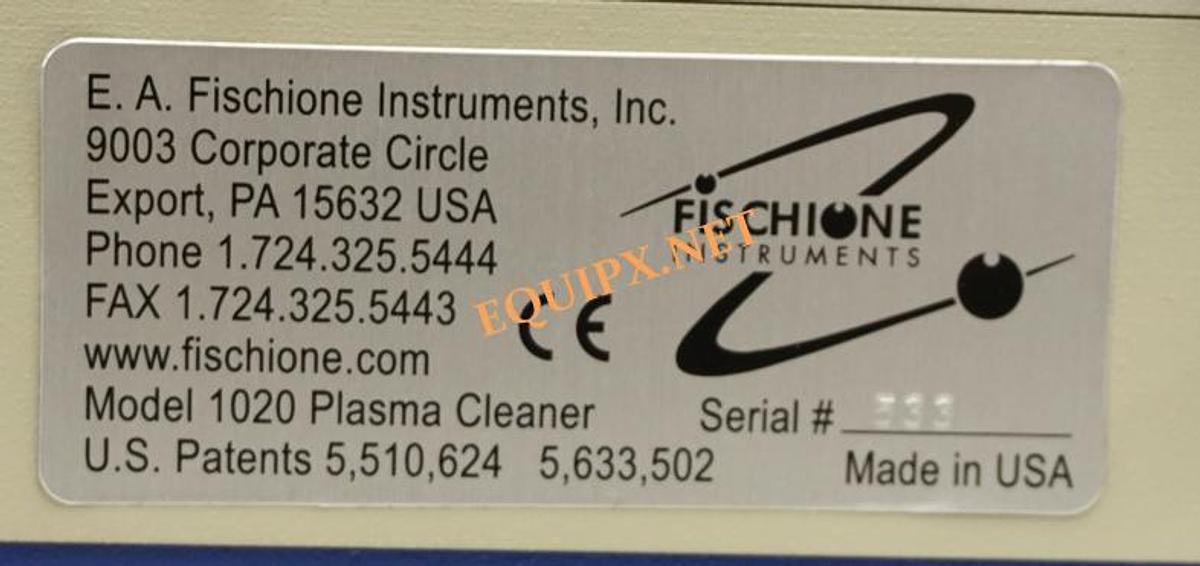 E. A. Fischione Instruments, Inc.
9003 Corporate Circle
Export, PA 15632 USA
Phone 1.724.325.5444
FAX 1.724.325.5443
www.fischione.com
Model 1020 Plasma Cleaner
U.S. Patents 5,510,624 5,633,502
FISCHIONE
INSTRUMENTS
EQUIPX.NET
CE
Serial # 333
Made in USA